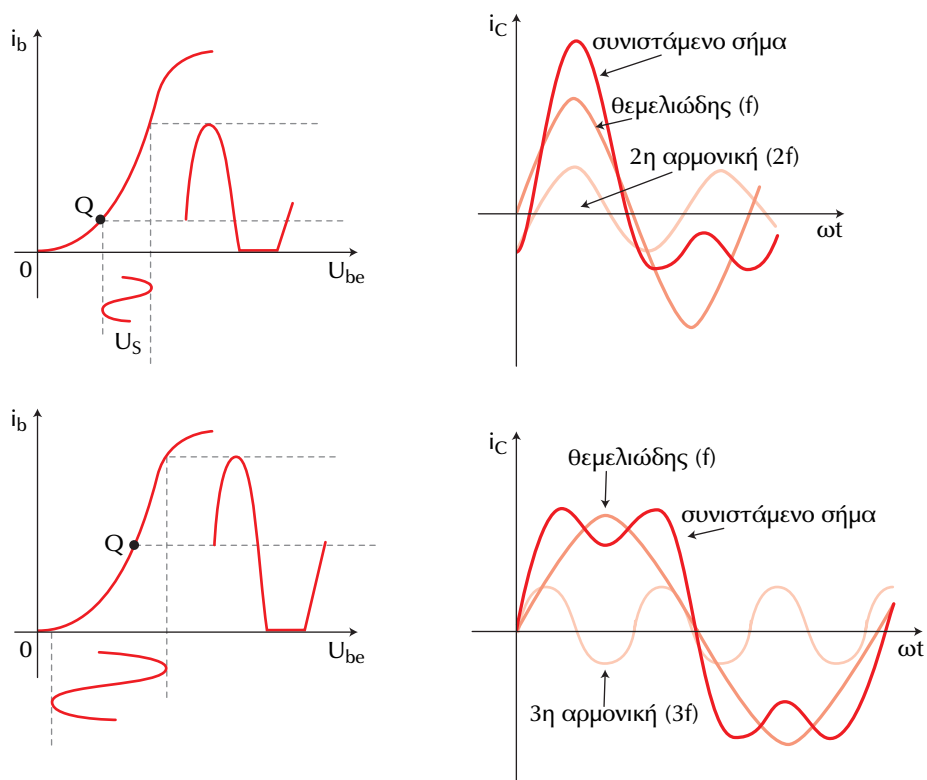 i_b
Q
0
U_be
U_S
i_C
συνιστάμενο σήμα
θεμελιώδης (f)
2η αρμονική (2f)
ωt
i_b
Q
0
U_be
i_C
θεμελιώδης (f)
συνιστάμενο σήμα
ωt
3η αρμονική (3f)